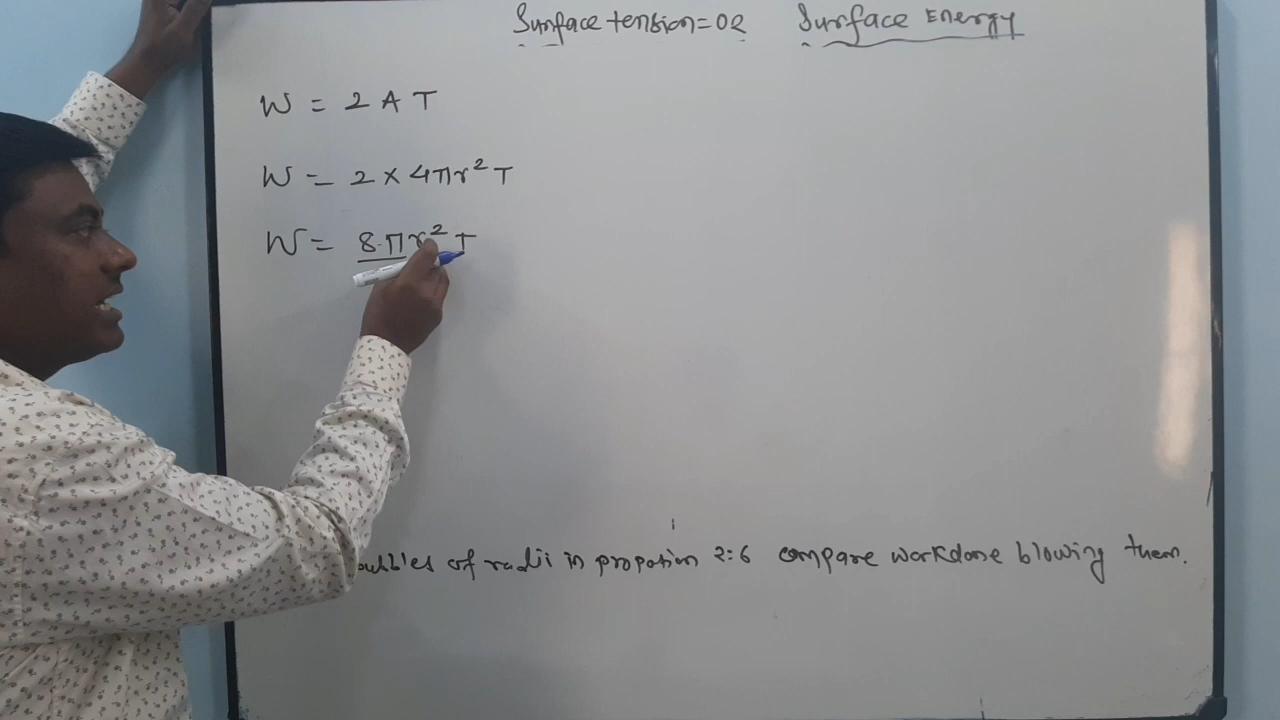 Surface tension=02 Surface Energy
W = 2 A T
W = 2 × 4πr² T
W = 8πr² T
bubbles of radii in propotion 2:6 compare workdone blowing them.